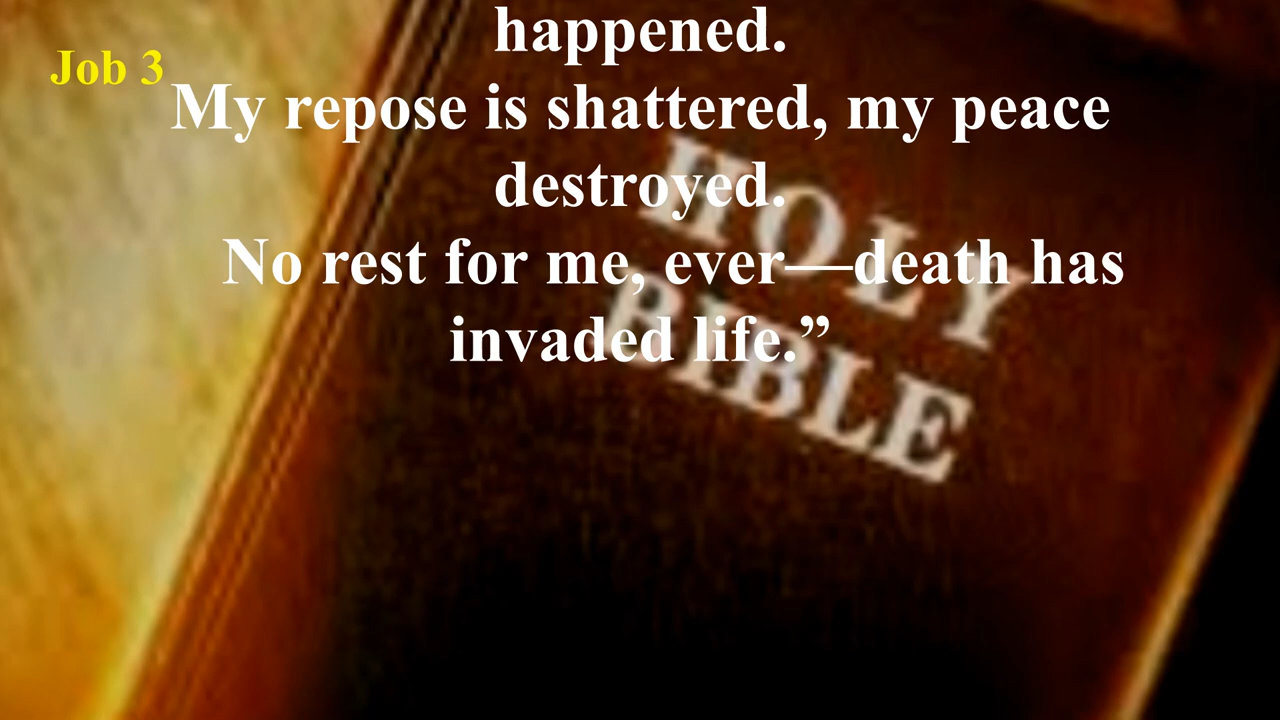 happened.
Job 3
My repose is shattered, my peace
destroyed.
No rest for me, ever—death has
invaded life.”
HOLY
BIBLE